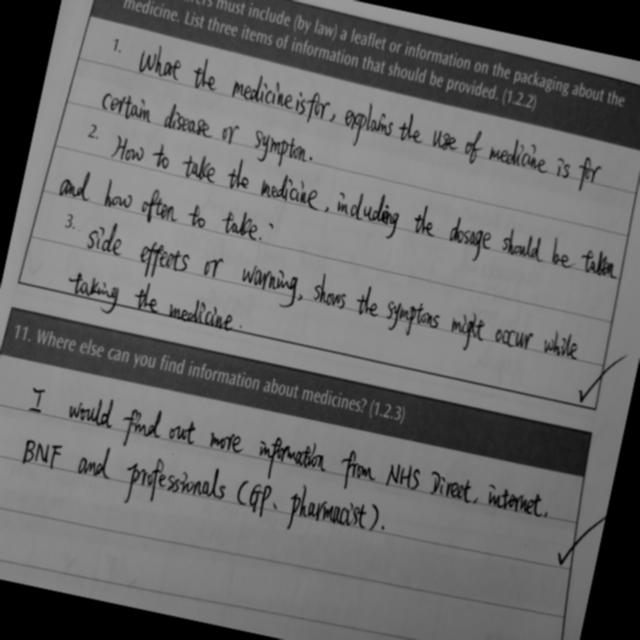 must include (by law) a leaflet or information on the packaging about the
medicine. List three items of information that should be provided. (1.2.2)
1. What the medicine is for, explains the use of medicine is for
certain disease or sympton.
2. How to take the medicine, including the dosage should be taken
and how often to take.
3. side effects or warning, shows the symptoms might occur while
taking the medicine.
11. Where else can you find information about medicines? (1.2.3)
I would find out more information from NHS Direct, internet,
BNF and professionals (GP, pharmacist).